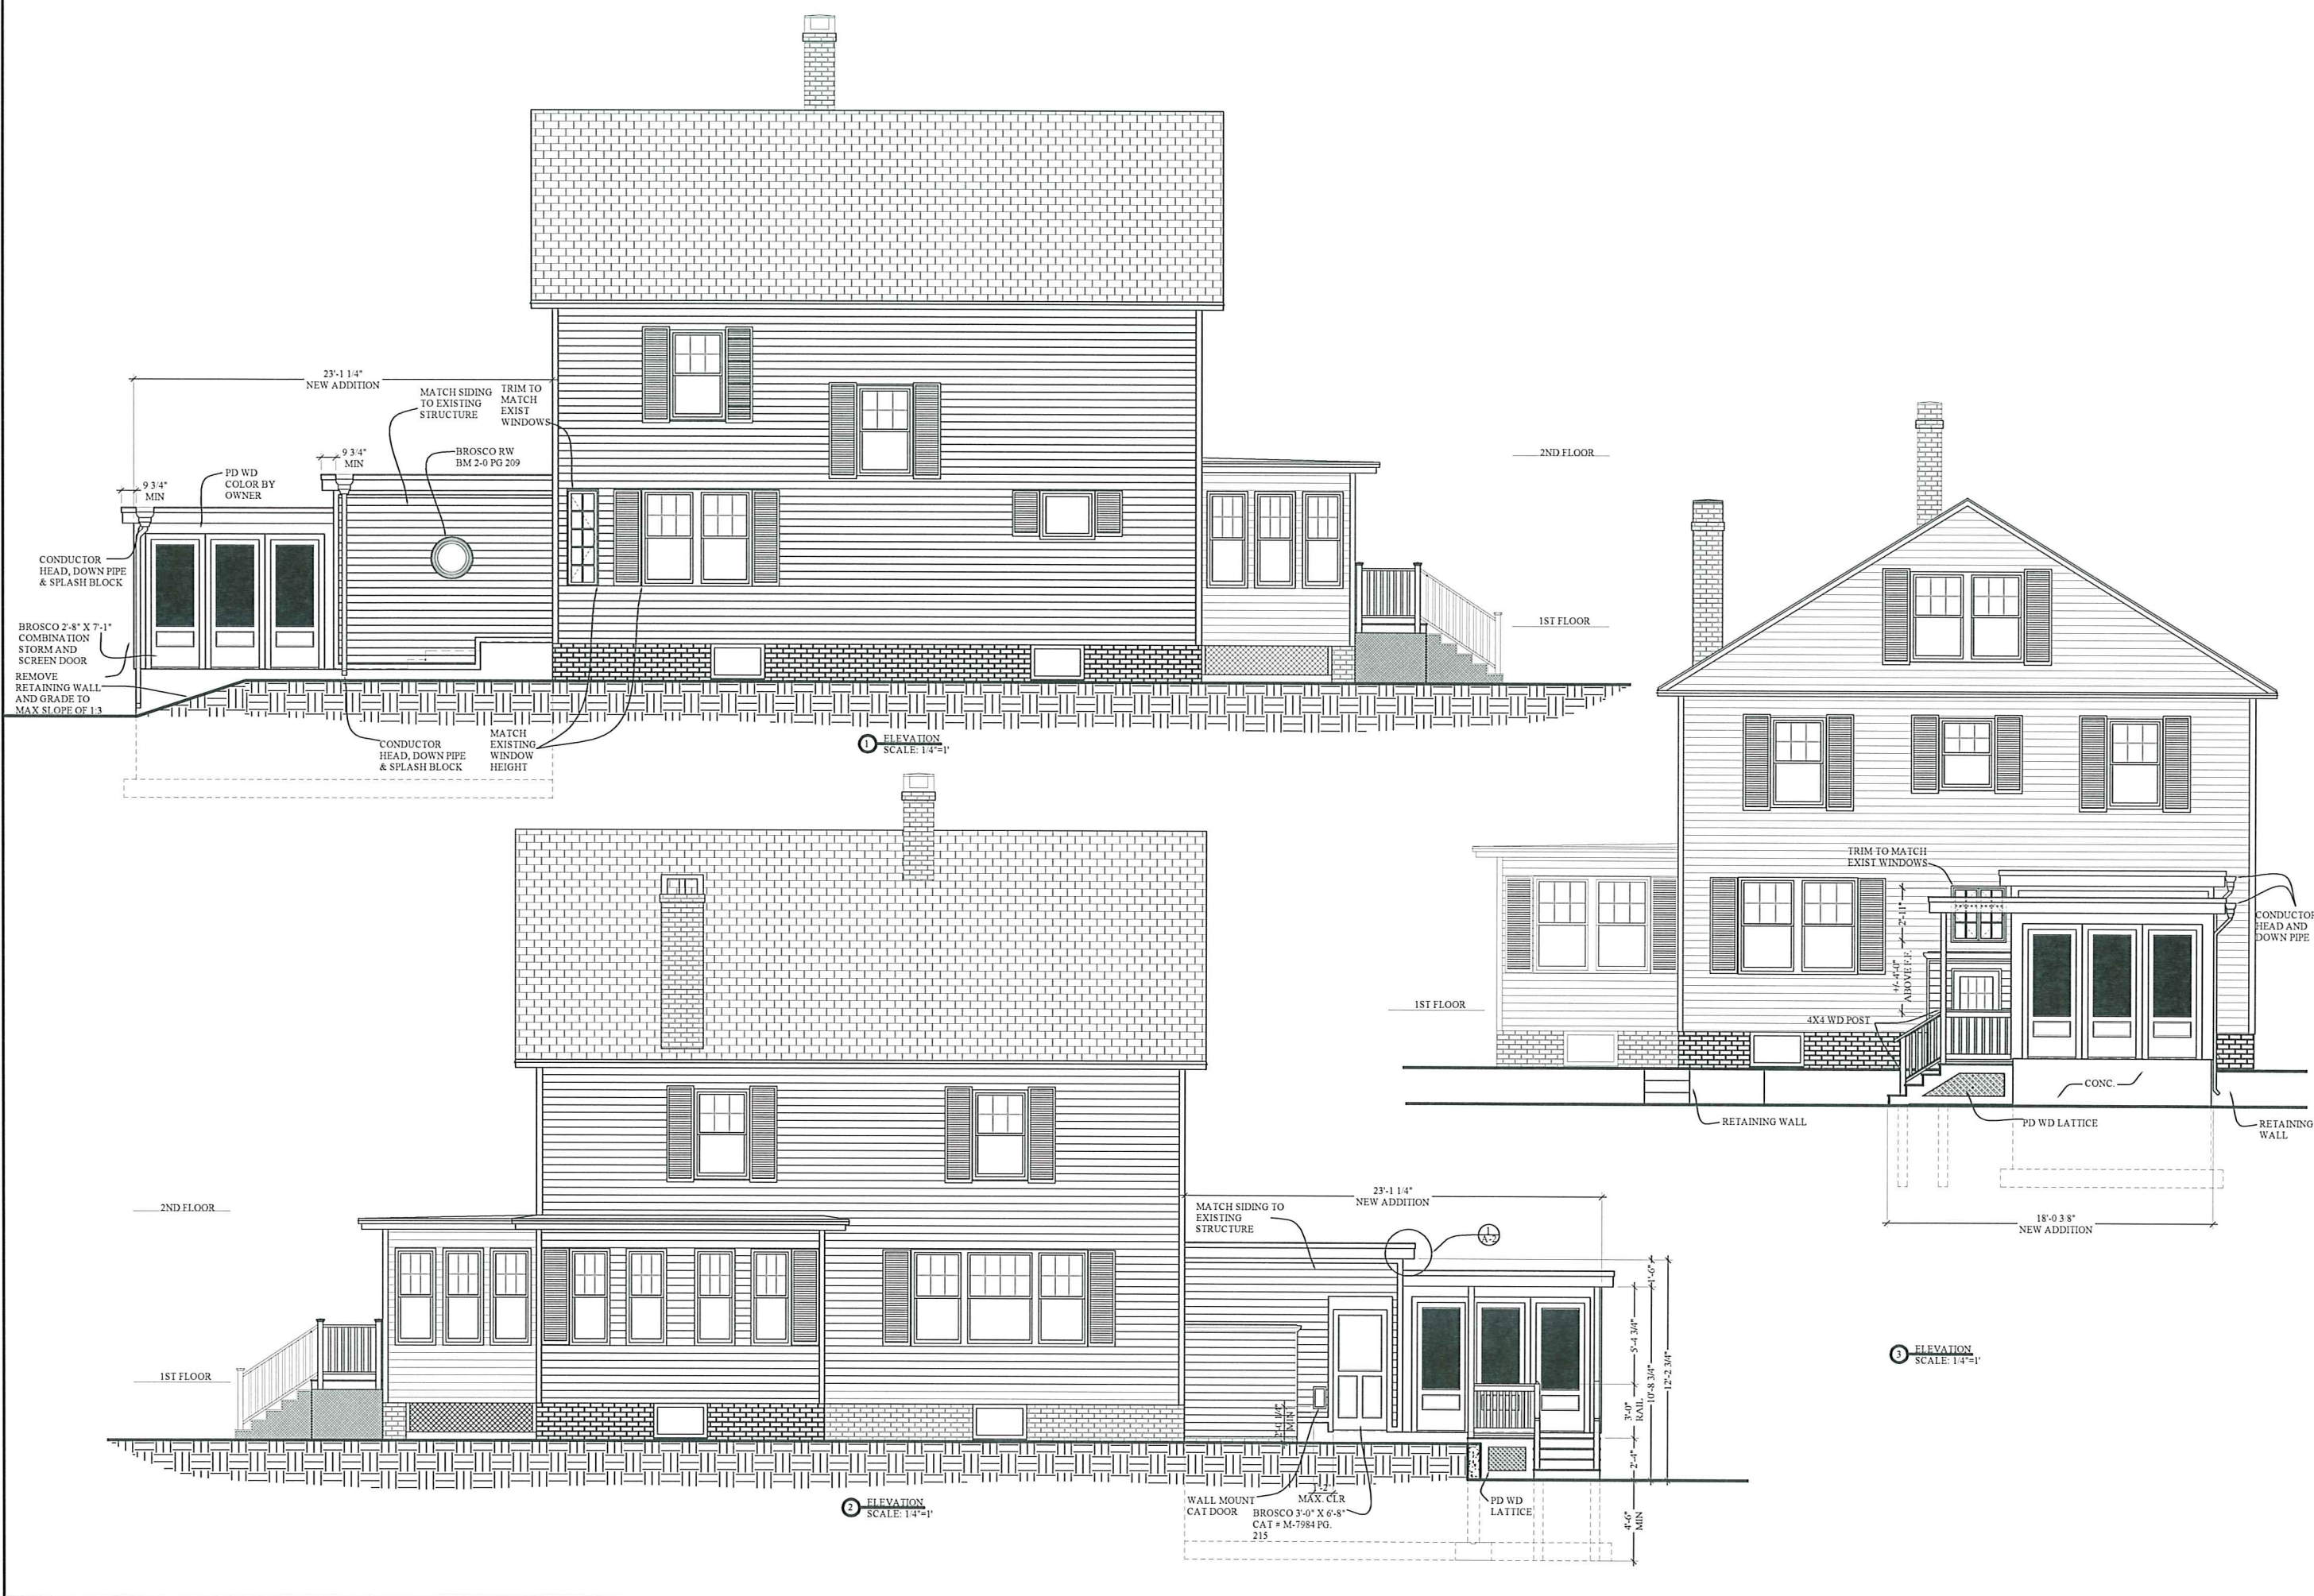 23'-1 1/4"
NEW ADDITION
MATCH SIDING
TO EXISTING
STRUCTURE
TRIM TO
MATCH
EXIST
WINDOWS
9 3/4"
MIN
BROSCO RW
BM 2-0 PG 209
PD WD
COLOR BY
OWNER
9 3/4"
MIN
CONDUCTOR
HEAD, DOWN PIPE
& SPLASH BLOCK
BROSCO 2'-8" X 7'-1"
COMBINATION
STORM AND
SCREEN DOOR
REMOVE
RETAINING WALL
AND GRADE TO
MAX SLOPE OF 1:3
CONDUCTOR
HEAD, DOWN PIPE
& SPLASH BLOCK
MATCH
EXISTING
WINDOW
HEIGHT
2ND FLOOR
1ST FLOOR
1
ELEVATION
SCALE: 1/4"=1'
TRIM TO MATCH
EXIST WINDOWS
2'-11"
+/- 4'-0"
ABOVE F.F.
4X4 WD POST
1ST FLOOR
CONDUCTOR
HEAD AND
DOWN PIPE
CONC.
RETAINING WALL
PD WD LATTICE
RETAINING
WALL
18'-0 3/8"
NEW ADDITION
3
ELEVATION
SCALE: 1/4"=1'
2ND FLOOR
1ST FLOOR
23'-1 1/4"
NEW ADDITION
MATCH SIDING TO
EXISTING
STRUCTURE
1
A-2
1'-6"
5'-4 3/4"
10'-8 3/4"
12'-2 3/4"
3'-0"
RAIL
2'-4"
4'-6"
MIN
MIN
1'-2"
MAX. CLR
WALL MOUNT
CAT DOOR
BROSCO 3'-0" X 6'-8"
CAT # M-7984 PG.
215
PD WD
LATTICE
2
ELEVATION
SCALE: 1/4"=1'